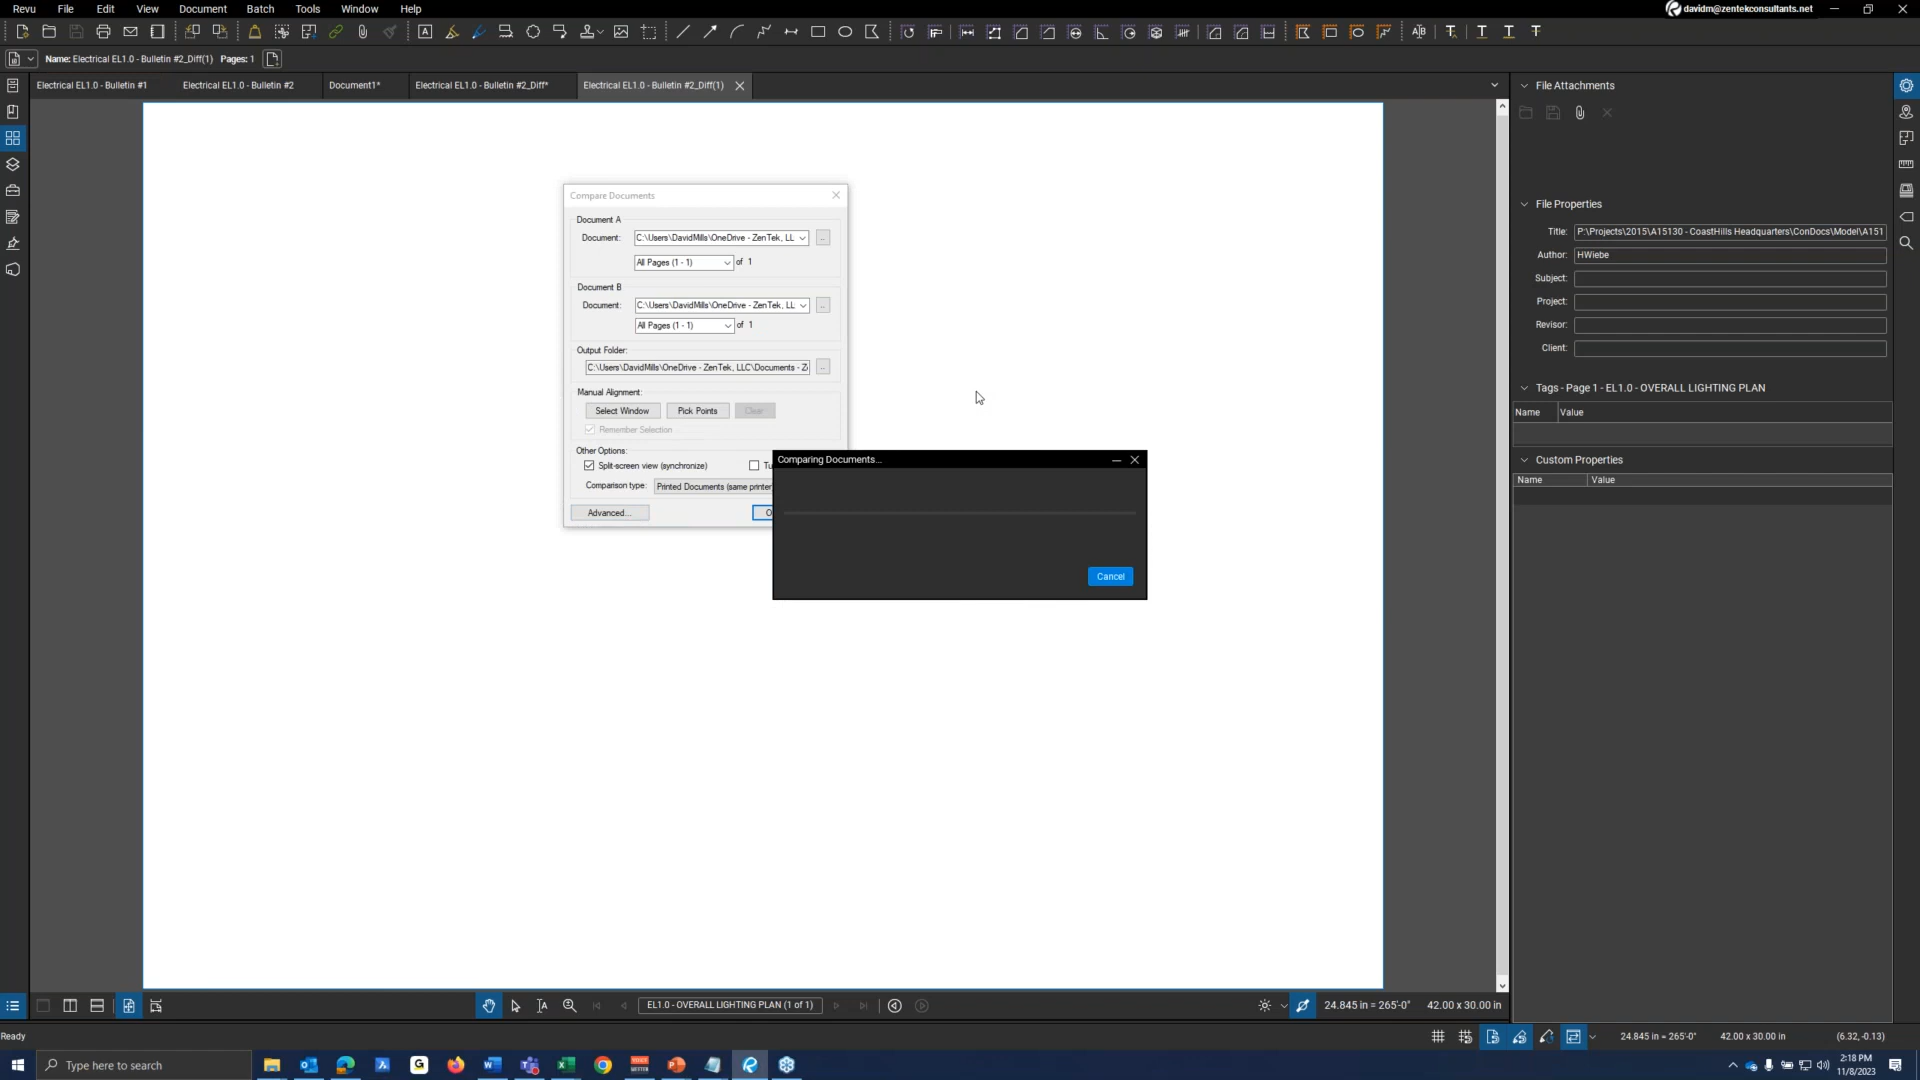 Revu File Edit View Document Batch Tools Window Help
davidm@zentekconsultants.net
Name: Electrical EL1.0 - Bulletin #2_Diff(1) Pages: 1
Electrical EL1.0 - Bulletin #1
Electrical EL1.0 - Bulletin #2
Document1*
Electrical EL1.0 - Bulletin #2_Diff*
Electrical EL1.0 - Bulletin #2_Diff(1)
Compare Documents
Document A
Document: C:\Users\DavidMills\OneDrive - ZenTek, LL
All Pages (1 - 1) of 1
Document B
Document: C:\Users\DavidMills\OneDrive - ZenTek, LL
All Pages (1 - 1) of 1
Output Folder:
C:\Users\DavidMills\OneDrive - ZenTek, LLC\Documents - Z
Manual Alignment:
Select Window Pick Points Clear
Remember Selection
Other Options:
Split-screen view (synchronize) Tu
Comparison type: Printed Documents (same printer
Advanced... O
Comparing Documents...
Cancel
File Attachments
File Properties
Title: P:\Projects\2015\A15130 - CoastHills Headquarters\ConDocs\Model\A151
Author: HWiebe
Subject:
Project:
Revisor:
Client:
Tags - Page 1 - EL1.0 - OVERALL LIGHTING PLAN
Name Value
Custom Properties
Name Value
EL1.0 - OVERALL LIGHTING PLAN (1 of 1)
24.845 in = 265'-0" 42.00 x 30.00 in
Ready
24.845 in = 265'-0" 42.00 x 30.00 in (6.32, -0.13)
Type here to search
2:18 PM
11/8/2023